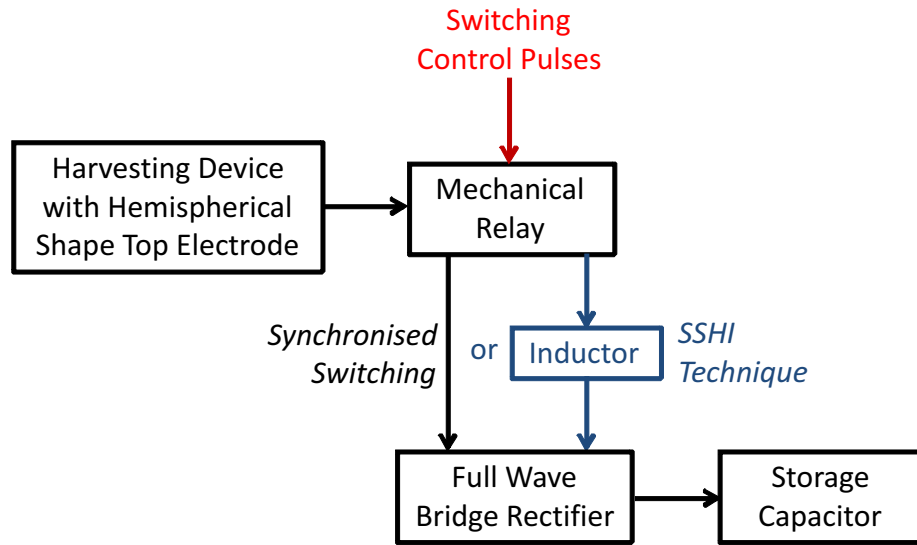 Switching
Control Pulses
Harvesting Device
with Hemispherical
Shape Top Electrode
Mechanical
Relay
Synchronised
Switching
or
Inductor
SSHI
Technique
Full Wave
Bridge Rectifier
Storage
Capacitor